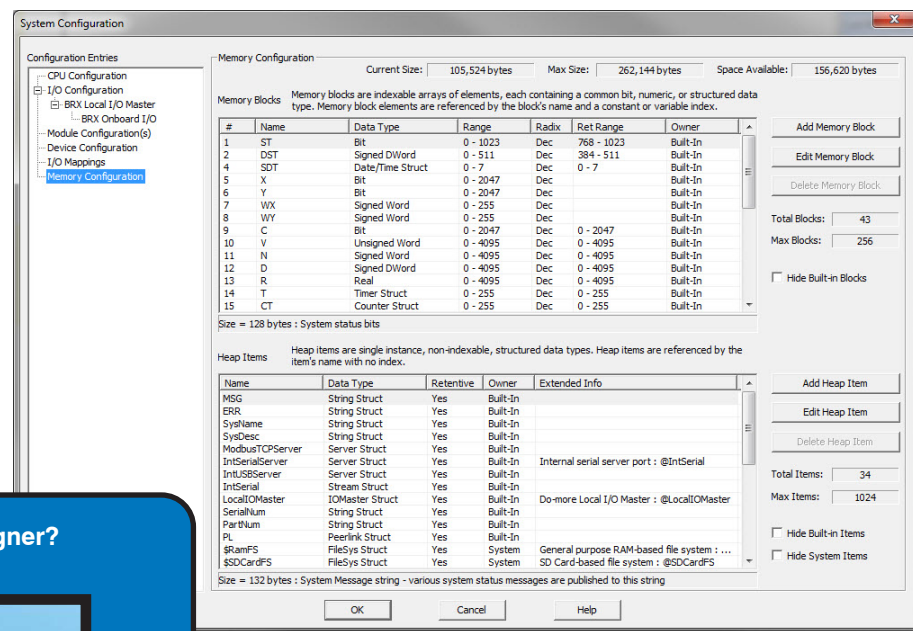 System Configuration
Configuration Entries
CPU Configuration
I/O Configuration
BRX Local I/O Master
BRX Onboard I/O
Module Configuration(s)
Device Configuration
I/O Mappings
Memory Configuration
Memory Configuration
Current Size: 105,524 bytes Max Size: 262,144 bytes Space Available: 156,620 bytes
Memory Blocks Memory blocks are indexable arrays of elements, each containing a common bit, numeric, or structured data
type. Memory block elements are referenced by the block's name and a constant or variable index.
# Name Data Type Range Radix Ret Range Owner
1 ST Bit 0 - 1023 Dec 768 - 1023 Built-In
2 DST Signed DWord 0 - 511 Dec 384 - 511 Built-In
4 SDT Date/Time Struct 0 - 7 Dec 0 - 7 Built-In
5 X Bit 0 - 2047 Dec Built-In
6 Y Bit 0 - 2047 Dec Built-In
7 WX Signed Word 0 - 255 Dec Built-In
8 WY Signed Word 0 - 255 Dec Built-In
9 C Bit 0 - 2047 Dec 0 - 2047 Built-In
10 V Unsigned Word 0 - 4095 Dec 0 - 4095 Built-In
11 N Signed Word 0 - 4095 Dec 0 - 4095 Built-In
12 D Signed DWord 0 - 4095 Dec 0 - 4095 Built-In
13 R Real 0 - 4095 Dec 0 - 4095 Built-In
14 T Timer Struct 0 - 255 Dec 0 - 255 Built-In
15 CT Counter Struct 0 - 255 Dec 0 - 255 Built-In
Size = 128 bytes : System status bits
Add Memory Block
Edit Memory Block
Delete Memory Block
Total Blocks: 43
Max Blocks: 256
Hide Built-in Blocks
Heap Items Heap items are single instance, non-indexable, structured data types. Heap items are referenced by the
item's name with no index.
Name Data Type Retentive Owner Extended Info
MSG String Struct Yes Built-In
ERR String Struct Yes Built-In
SysName String Struct Yes Built-In
SysDesc String Struct Yes Built-In
ModbusTCPServer Server Struct Yes Built-In
IntSerialServer Server Struct Yes Built-In Internal serial server port : @IntSerial
IntUSBServer Server Struct Yes Built-In
IntSerial Stream Struct Yes Built-In
LocalIOMaster IOMaster Struct Yes Built-In Do-more Local I/O Master : @LocalIOMaster
SerialNum String Struct Yes Built-In
PartNum String Struct Yes Built-In
PL Peerlink Struct Yes Built-In
$RamFS FileSys Struct Yes System General purpose RAM-based file system : ...
$SDCardFS FileSys Struct Yes System SD Card-based file system : @SDCardFS
Size = 132 bytes : System Message string - various system status messages are published to this string
Add Heap Item
Edit Heap Item
Delete Heap Item
Total Items: 34
Max Items: 1024
Hide Built-in Items
Hide System Items
OK Cancel Help
gner?